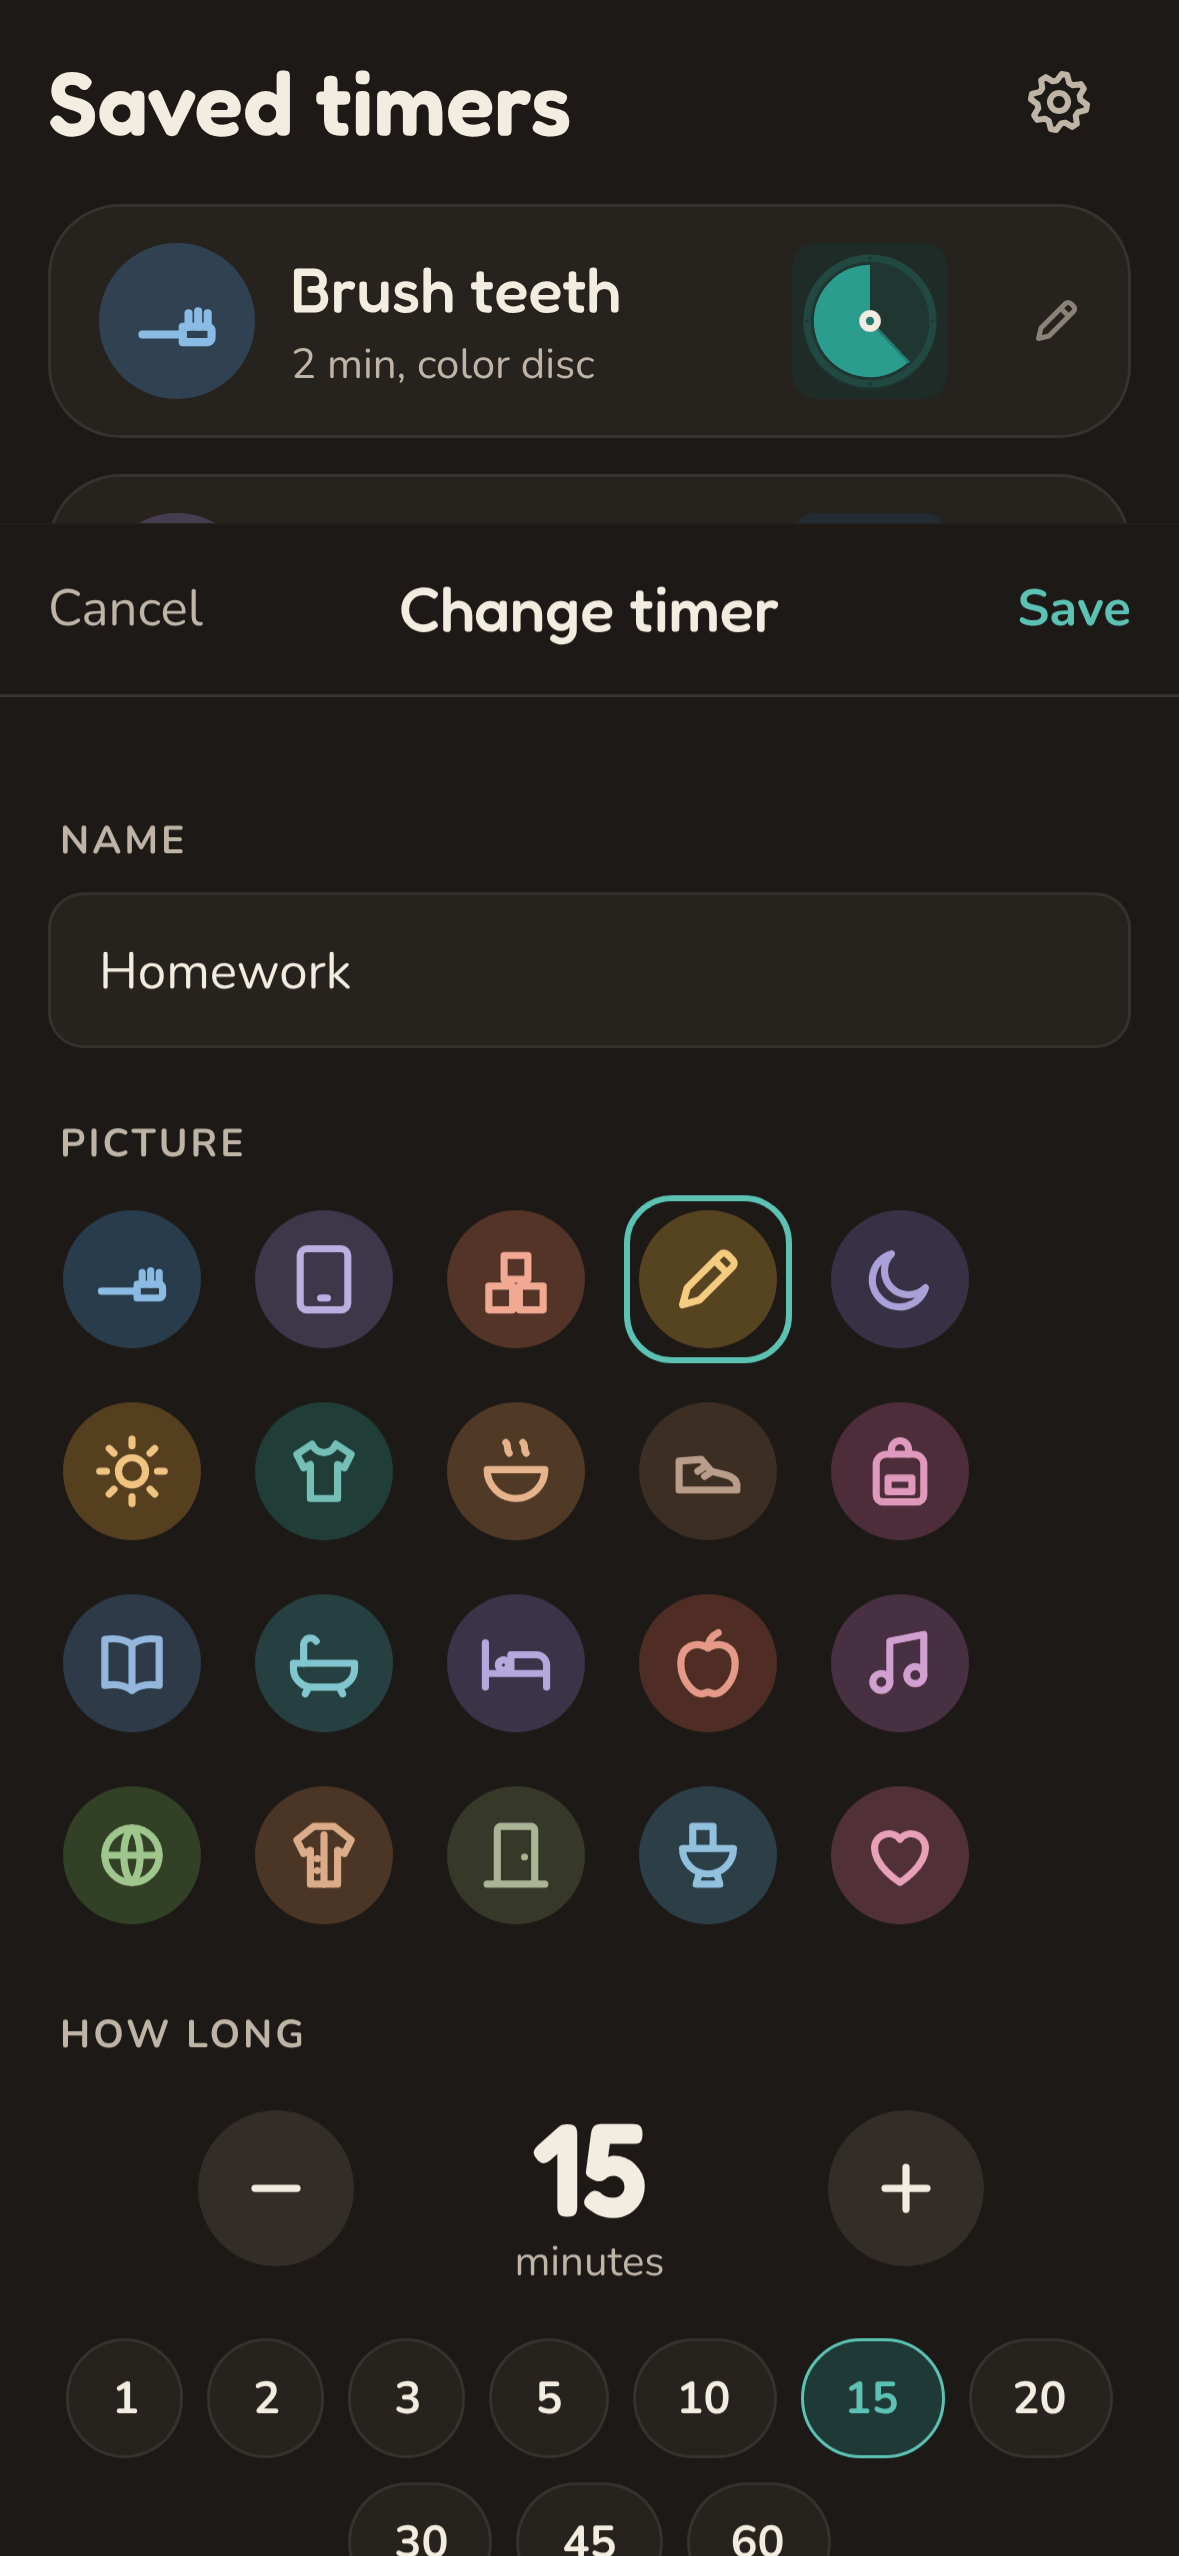 Saved timers
Brush teeth
2 min, color disc
Cancel
Change timer
Save
NAME
Homework
PICTURE
HOW LONG
15
minutes
1 2 3 5 10 15 20
30 45 60